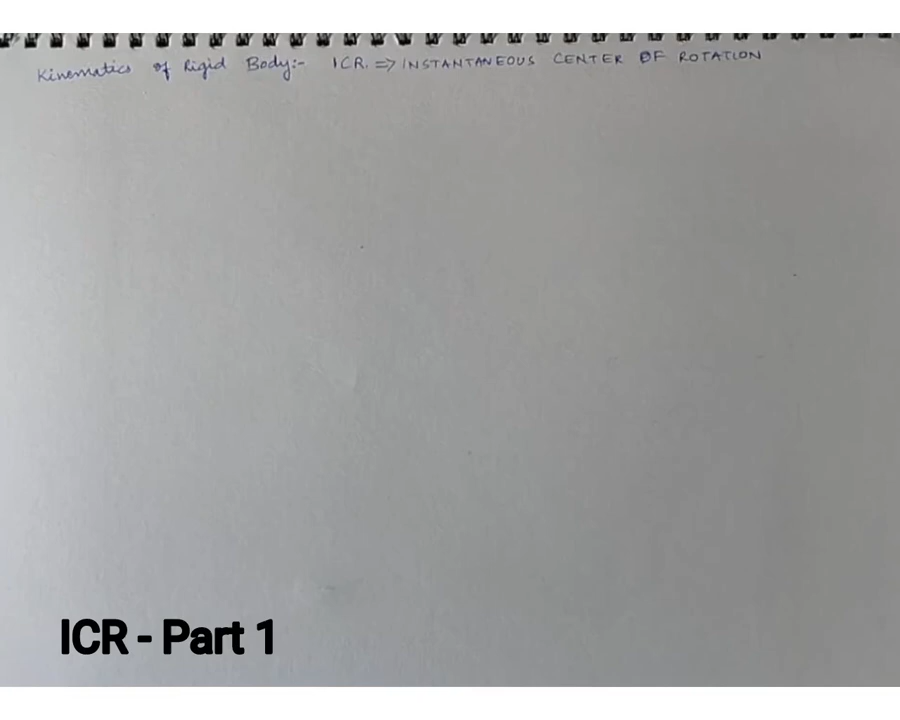 Kinematics of Rigid Body:- ICR. => INSTANTANEOUS CENTER OF ROTATION
ICR - Part 1